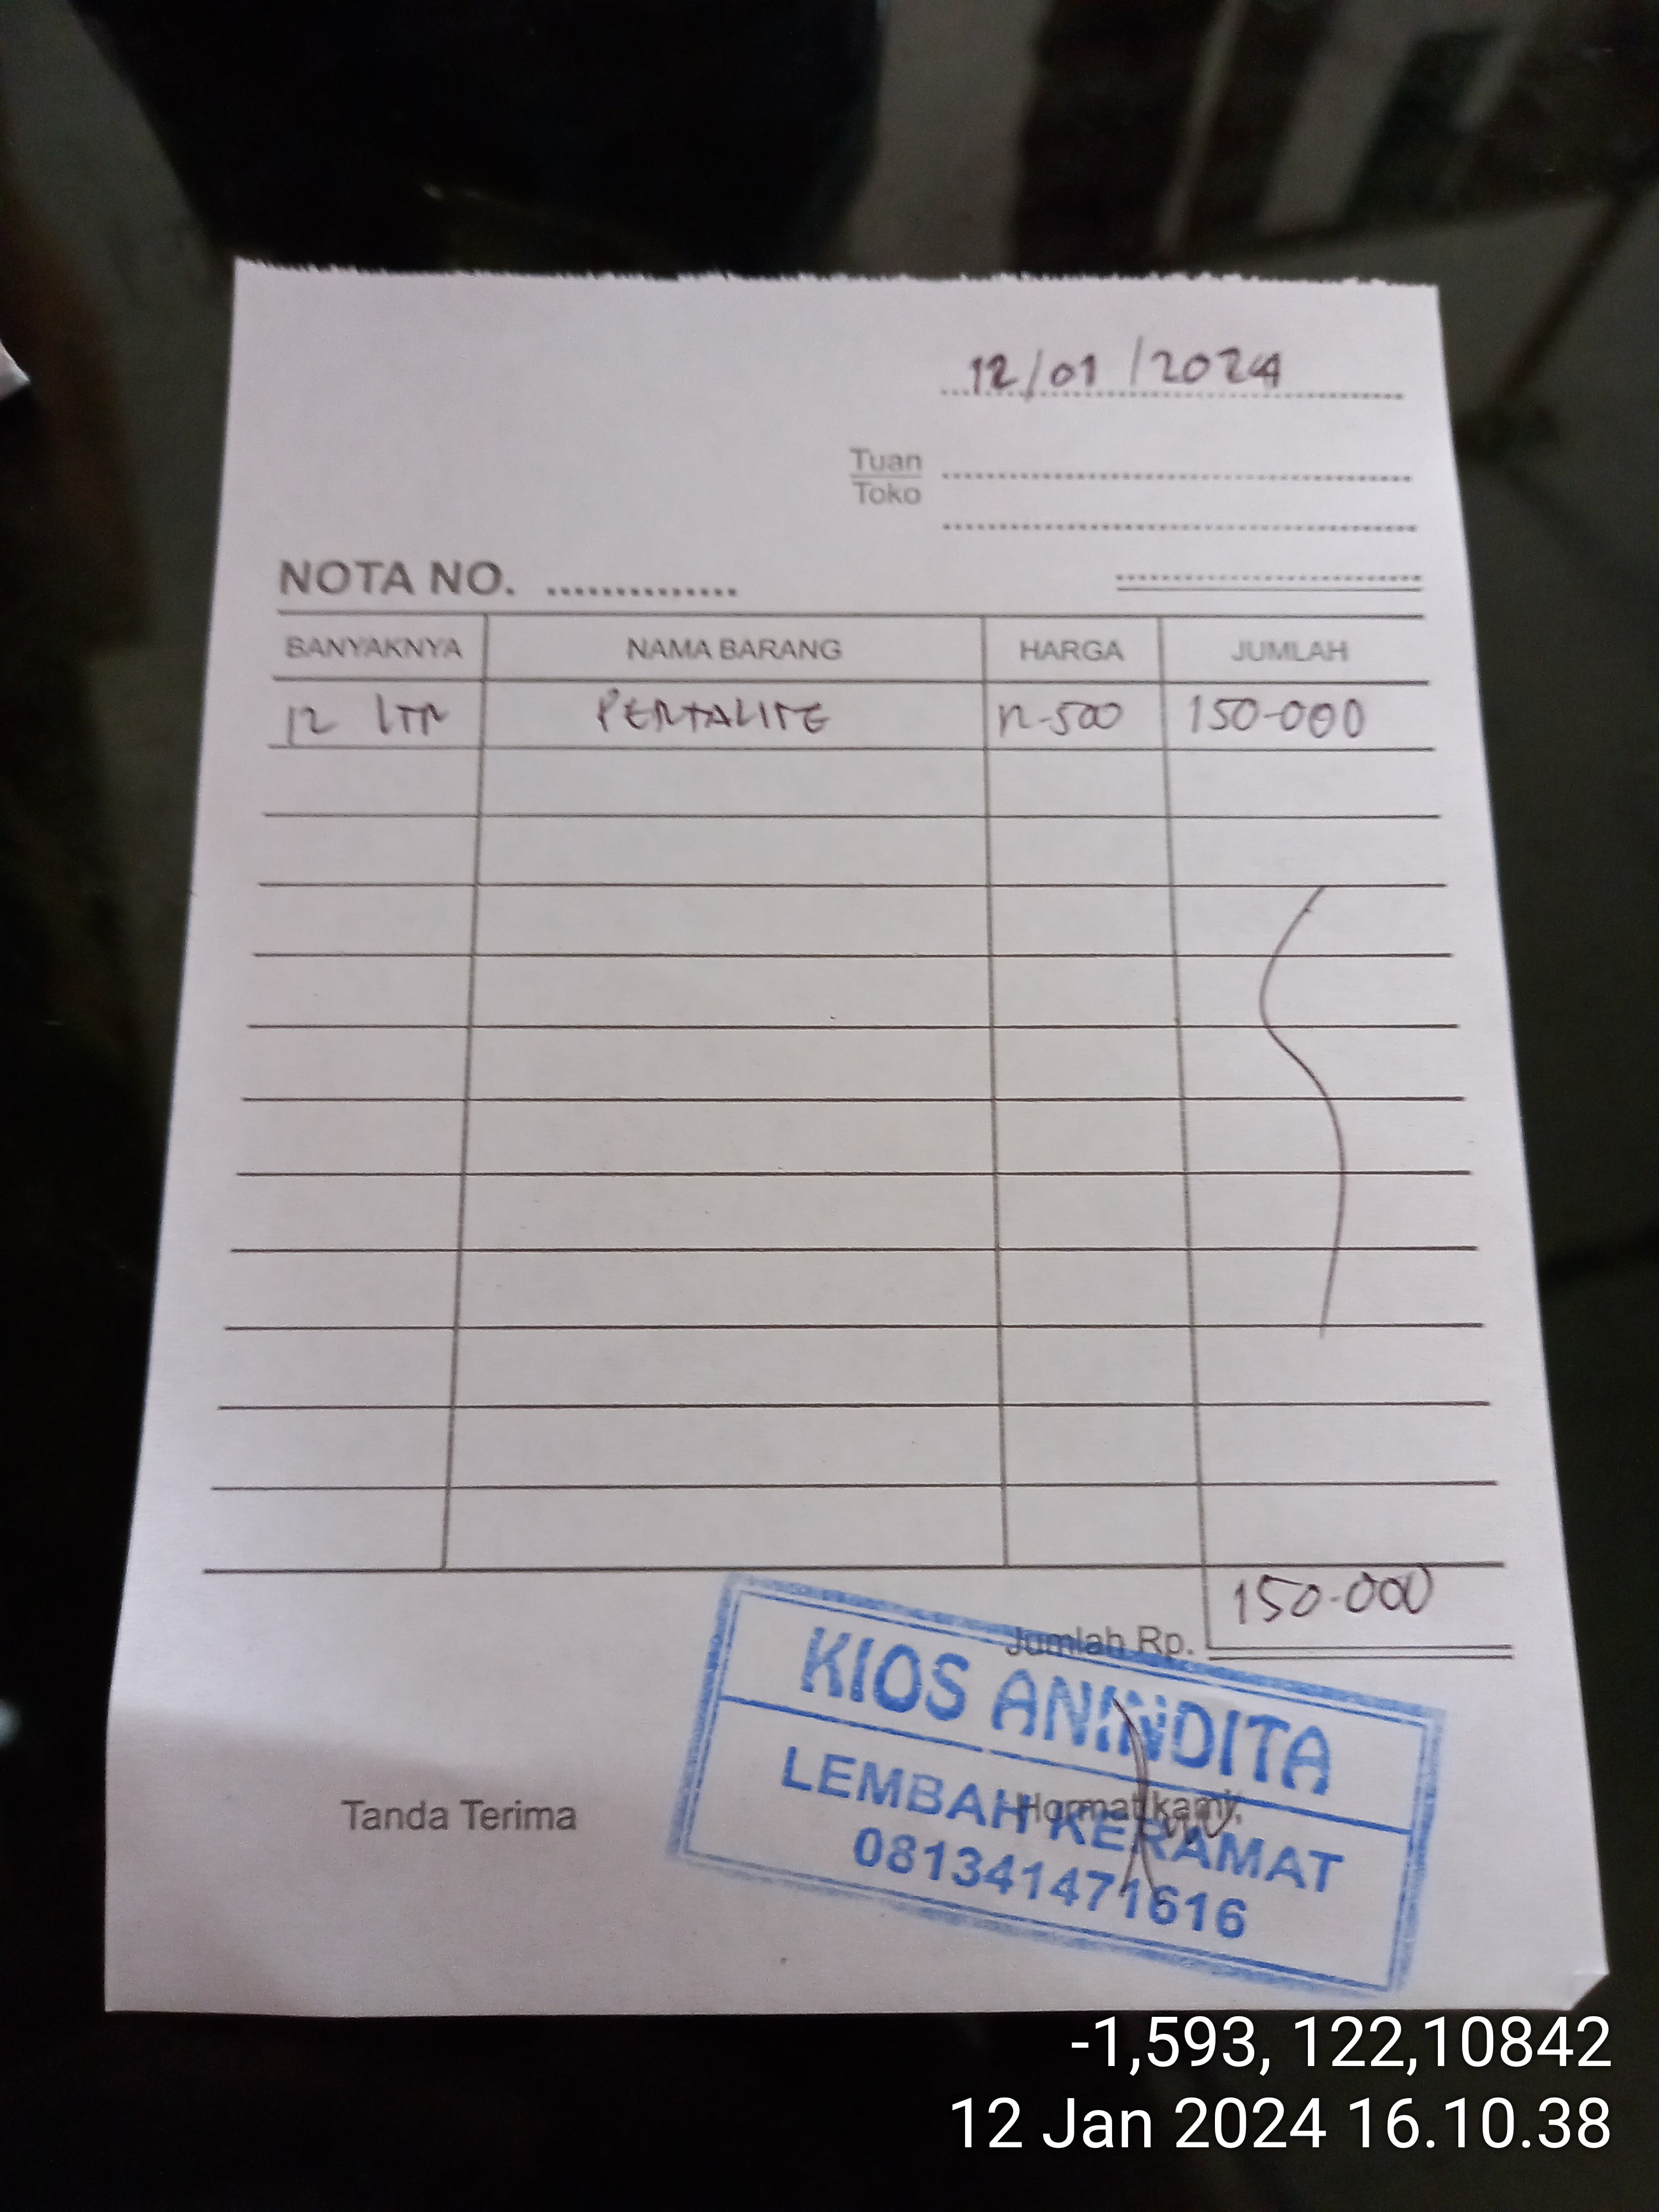 12/01/2024
Tuan
Toko
NOTA NO. ..............
BANYAKNYA NAMA BARANG HARGA JUMLAH
12 LTR PERTALITE 12-500 150-000
150-000
Jumlah Rp.
KIOS ANINDITA
LEMBAH KERAMAT
081341471616
Tanda Terima Hormat kami,
-1,593, 122,10842
12 Jan 2024 16.10.38